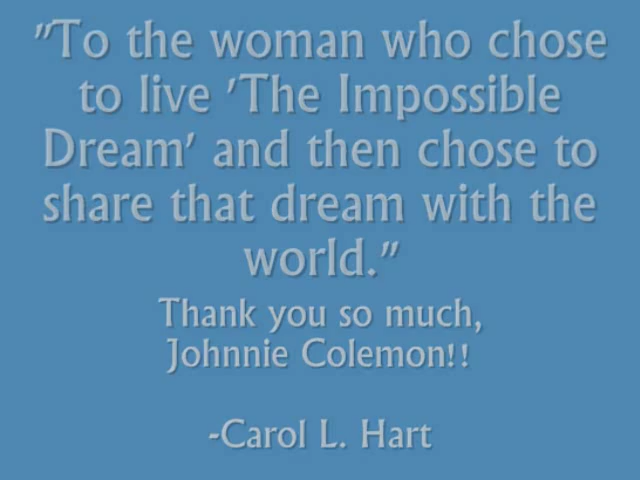 "To the woman who chose
to live 'The Impossible
Dream' and then chose to
share that dream with the
world."
Thank you so much,
Johnnie Colemon!!
-Carol L. Hart